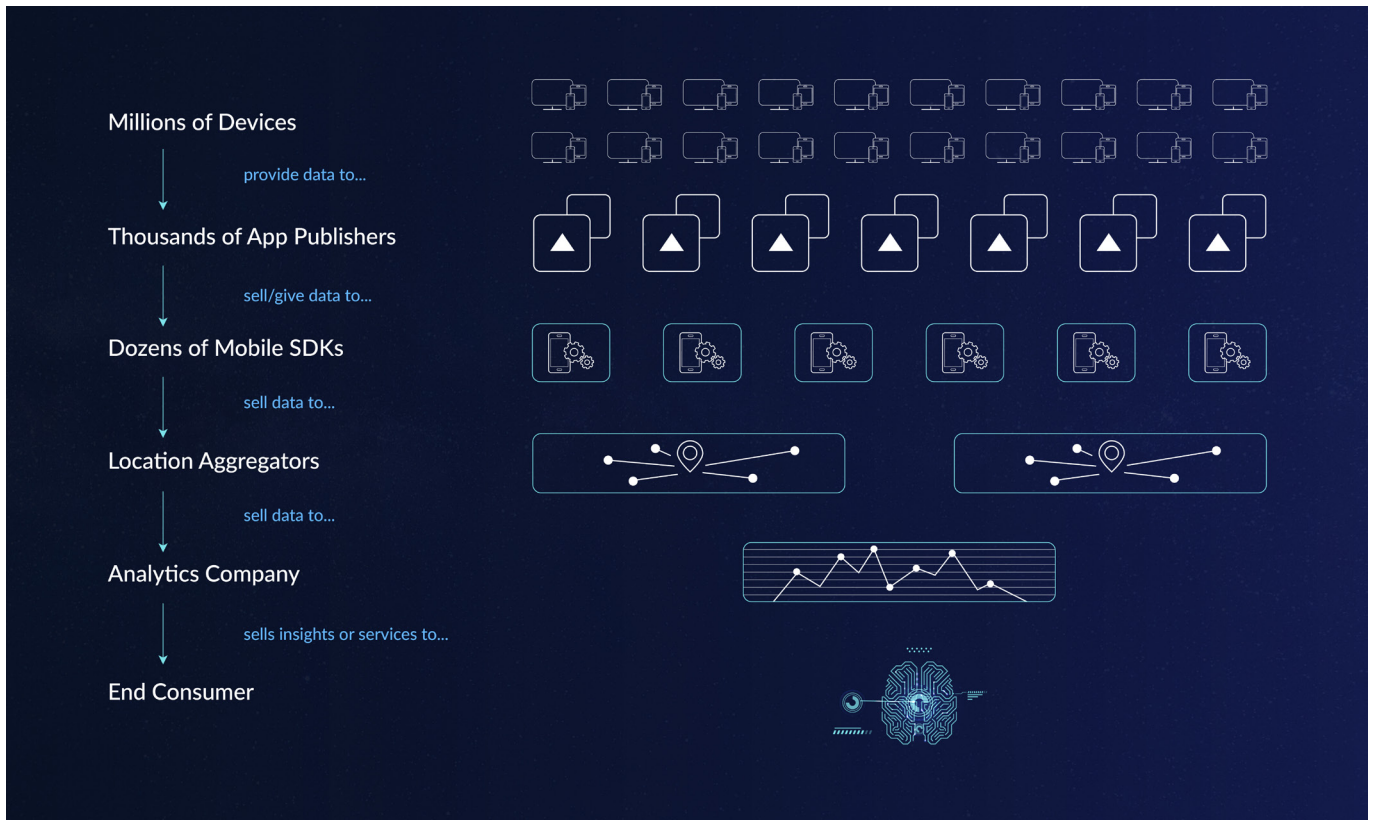 Millions of Devices
provide data to...
Thousands of App Publishers
sell/give data to...
Dozens of Mobile SDKs
sell data to...
Location Aggregators
sell data to...
Analytics Company
sells insights or services to...
End Consumer